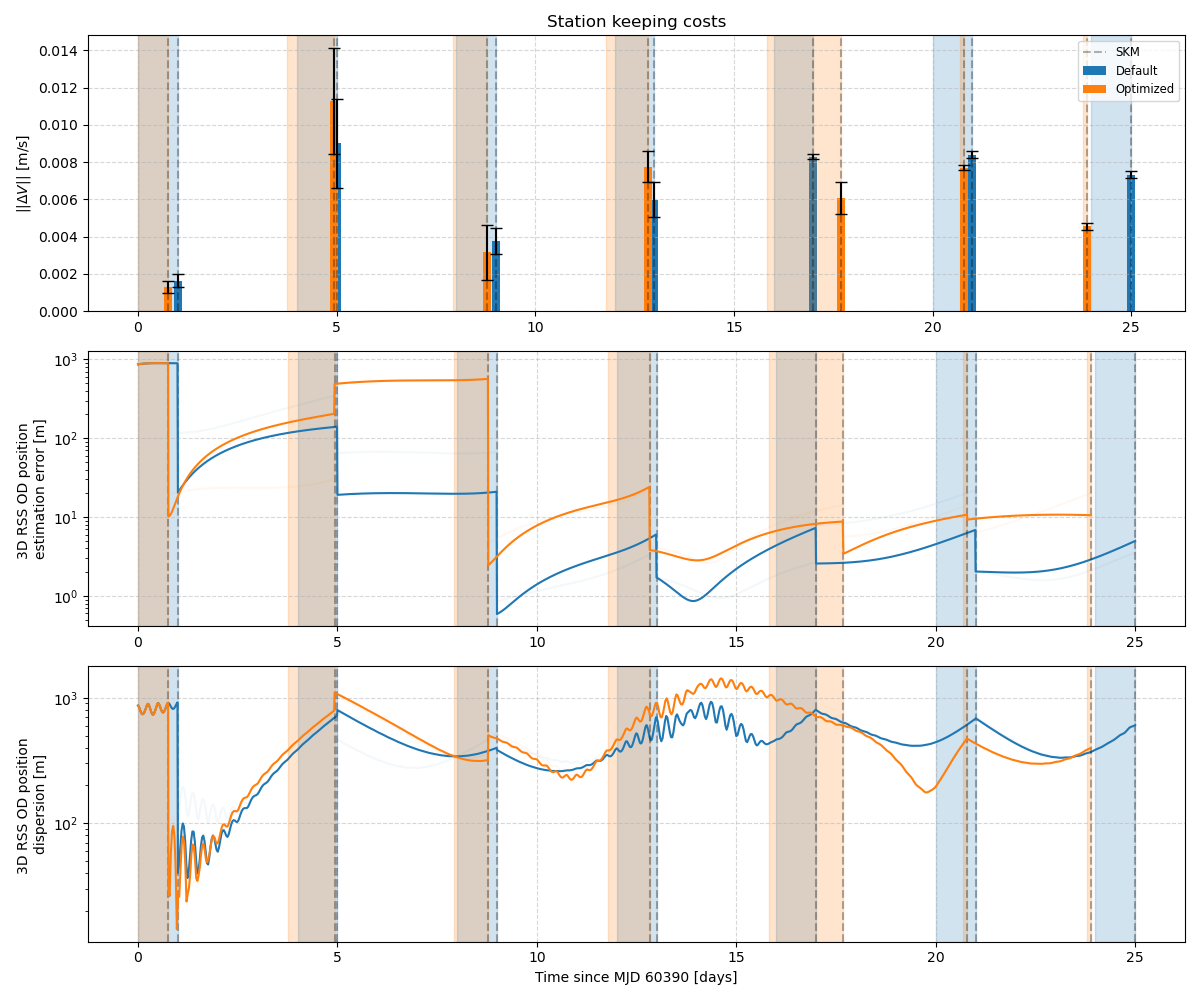 Station keeping costs
||ΔV|| [m/s]
0.014
0.012
0.010
0.008
0.006
0.004
0.002
0.000
SKM
Default
Optimized
0 5 10 15 20 25
3D RSS OD position
estimation error [m]
10³
10²
10¹
10⁰
0 5 10 15 20 25
3D RSS OD position
dispersion [m]
10³
10²
0 5 10 15 20 25
Time since MJD 60390 [days]